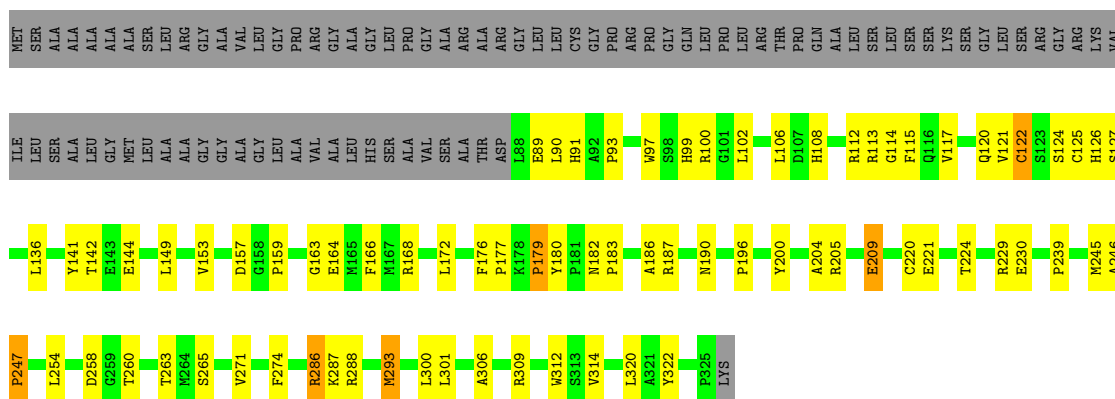 MET SER ALA ALA ALA ALA ALA SER LEU ARG GLY ALA VAL LEU GLY PRO ARG GLY ALA GLY LEU PRO GLY ALA ARG ALA ARG GLY LEU LEU CYS GLY PRO ARG PRO GLY GLN LEU PRO LEU ARG THR PRO GLN ALA LEU SER LEU SER SER LYS SER GLY LEU SER ARG GLY ARG LYS VAL
ILE LEU SER ALA LEU GLY MET LEU ALA ALA GLY GLY ALA GLY LEU ALA VAL ALA LEU HIS SER ALA VAL SER ALA THR ASP L88 E89 L90 H91 A92 P93 W97 S98 H99 R100 G101 L102 L106 D107 H108 R112 R113 G114 F115 Q116 V117 Q120 V121 C122 S123 S124 C125 H126 S127
L136 Y141 T142 E143 E144 L149 V153 D157 G158 P159 G163 E164 M165 F166 M167 R168 L172 F176 P177 K178 P179 Y180 P181 N182 P183 A186 R187 N190 P196 Y200 A204 R205 E209 C220 E221 T224 R229 E230 P239 M245 A246
P247 L254 D258 G259 T260 T263 M264 S265 V271 F274 R286 K287 R288 M293 L300 L301 A306 R309 W312 S313 V314 L320 A321 Y322 P325 LYS